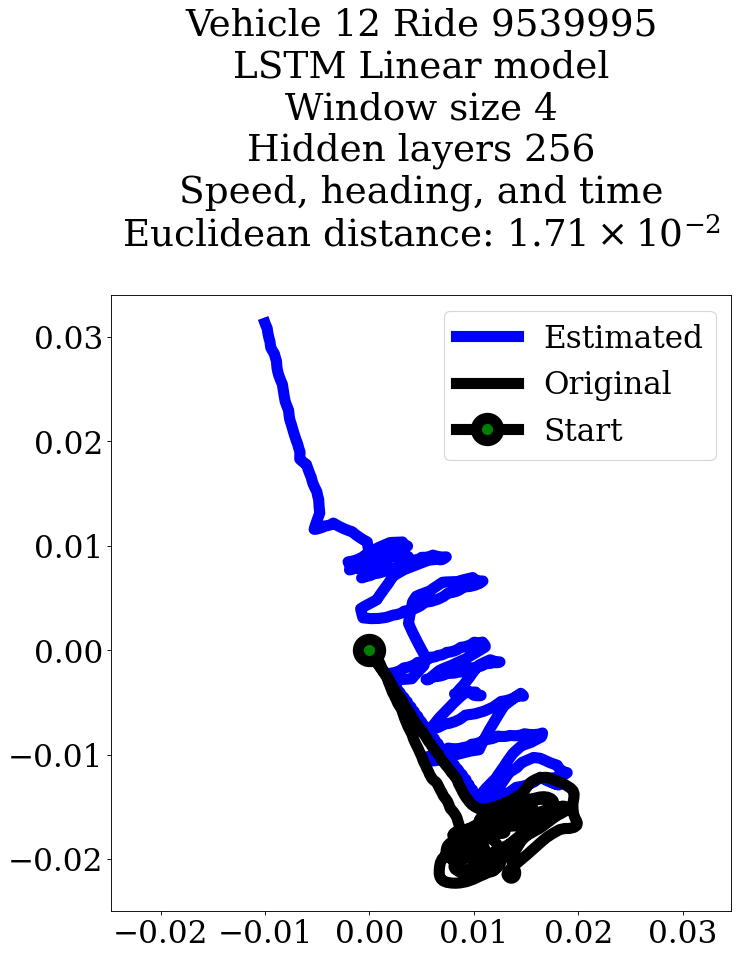 Vehicle 12 Ride 9539995
LSTM Linear model
Window size 4
Hidden layers 256
Speed, heading, and time
Euclidean distance: 1.71 × 10⁻²
Estimated
Original
Start
0.03
0.02
0.01
0.00
−0.01
−0.02
−0.02 −0.01 0.00 0.01 0.02 0.03